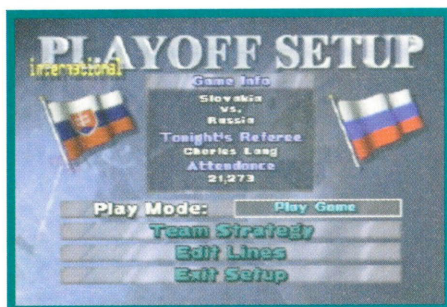 PLAYOFF SETUP
international
Game Info
Slovakia
vs.
Russia
Tonight's Referee
Charles Lang
Attendance
21,273
Play Mode: Play Game
Team Strategy
Edit Lines
Exit Setup